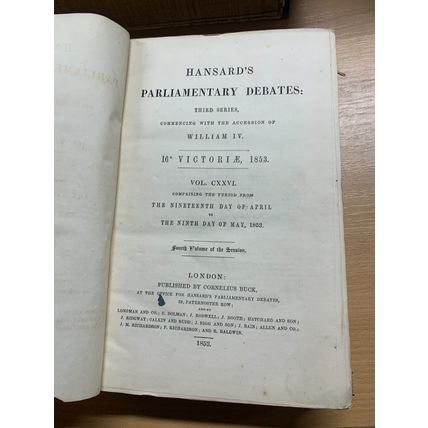 HANSARD'S
PARLIAMENTARY DEBATES:
THIRD SERIES,
COMMENCING WITH THE ACCESSION OF
WILLIAM IV.
16° VICTORIÆ, 1853.
VOL. CXXVI.
COMPRISING THE PERIOD FROM
THE NINETEENTH DAY OF APRIL
TO
THE NINTH DAY OF MAY, 1853.
Fourth Volume of the Session.
LONDON:
PUBLISHED BY CORNELIUS BUCK,
AT THE OFFICE FOR HANSARD'S PARLIAMENTARY DEBATES,
23, PATERNOSTER ROW;
AND BY
LONGMAN AND CO.; C. DOLMAN; J. RODWELL; J. BOOTH; HATCHARD AND SON;
J. RIDGWAY; CALKIN AND BUDD; J. BIGG AND SON; J. BAIN; ALLEN AND CO.;
J. M. RICHARDSON; P. RICHARDSON; AND R. BALDWIN.
1853.